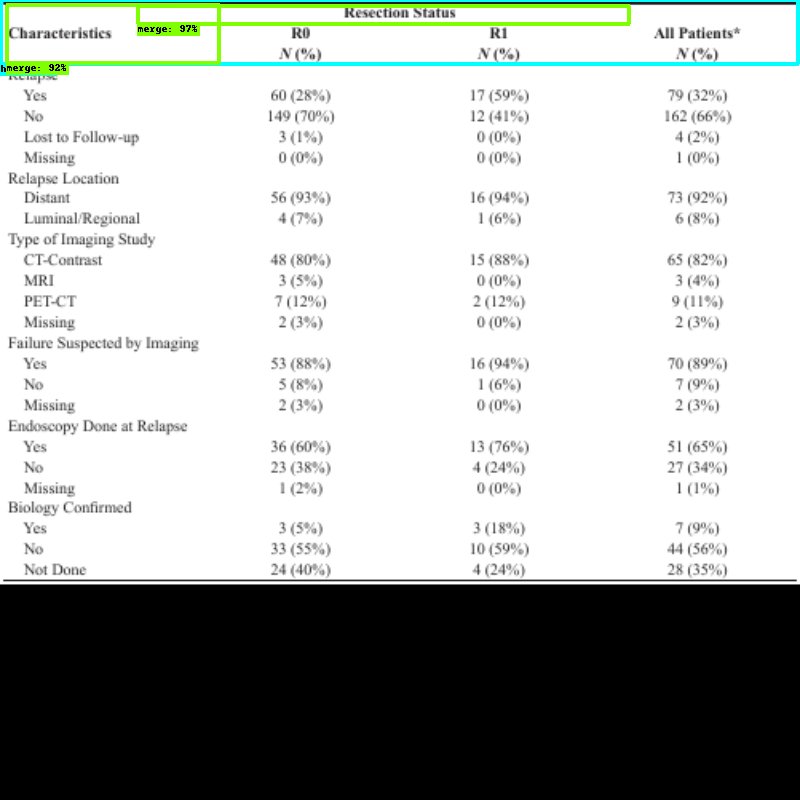 Resection Status
merge: 97%
Characteristics R0 R1 All Patients*
N (%) N (%) N (%)
merge: 92%
Relapse
Yes 60 (28%) 17 (59%) 79 (32%)
No 149 (70%) 12 (41%) 162 (66%)
Lost to Follow-up 3 (1%) 0 (0%) 4 (2%)
Missing 0 (0%) 0 (0%) 1 (0%)
Relapse Location
Distant 56 (93%) 16 (94%) 73 (92%)
Luminal/Regional 4 (7%) 1 (6%) 6 (8%)
Type of Imaging Study
CT-Contrast 48 (80%) 15 (88%) 65 (82%)
MRI 3 (5%) 0 (0%) 3 (4%)
PET-CT 7 (12%) 2 (12%) 9 (11%)
Missing 2 (3%) 0 (0%) 2 (3%)
Failure Suspected by Imaging
Yes 53 (88%) 16 (94%) 70 (89%)
No 5 (8%) 1 (6%) 7 (9%)
Missing 2 (3%) 0 (0%) 2 (3%)
Endoscopy Done at Relapse
Yes 36 (60%) 13 (76%) 51 (65%)
No 23 (38%) 4 (24%) 27 (34%)
Missing 1 (2%) 0 (0%) 1 (1%)
Biology Confirmed
Yes 3 (5%) 3 (18%) 7 (9%)
No 33 (55%) 10 (59%) 44 (56%)
Not Done 24 (40%) 4 (24%) 28 (35%)